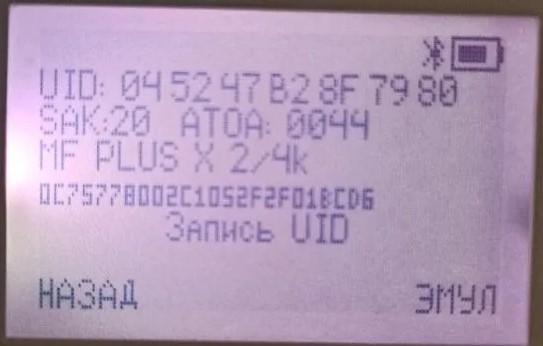 UID: 04 52 47 B2 8F 79 80
SAK:20 ATQA: 0044
MF PLUS X 2/4k
0C75778002C1052F2F01BCD6
Запись UID
НАЗАД ЭМУЛ